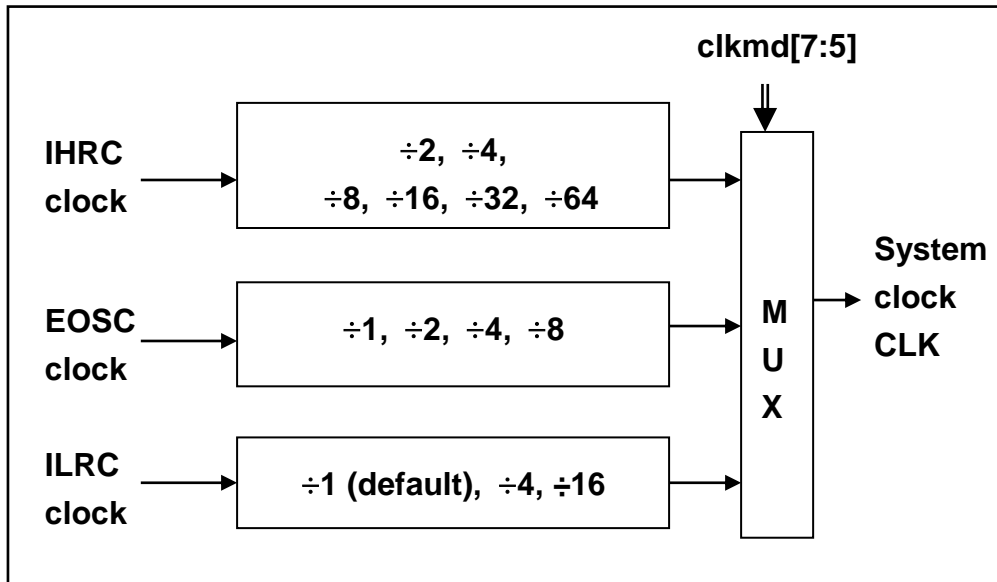 clkmd[7:5]
IHRC
clock
÷2, ÷4,
÷8, ÷16, ÷32, ÷64
EOSC
clock
÷1, ÷2, ÷4, ÷8
ILRC
clock
÷1 (default), ÷4, ÷16
M
U
X
System
clock
CLK